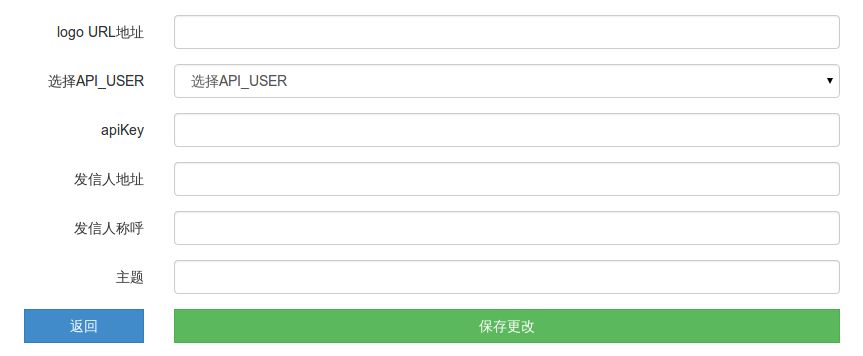 logo URL地址
选择API_USER 选择API_USER
apiKey
发信人地址
发信人称呼
主题
返回 保存更改